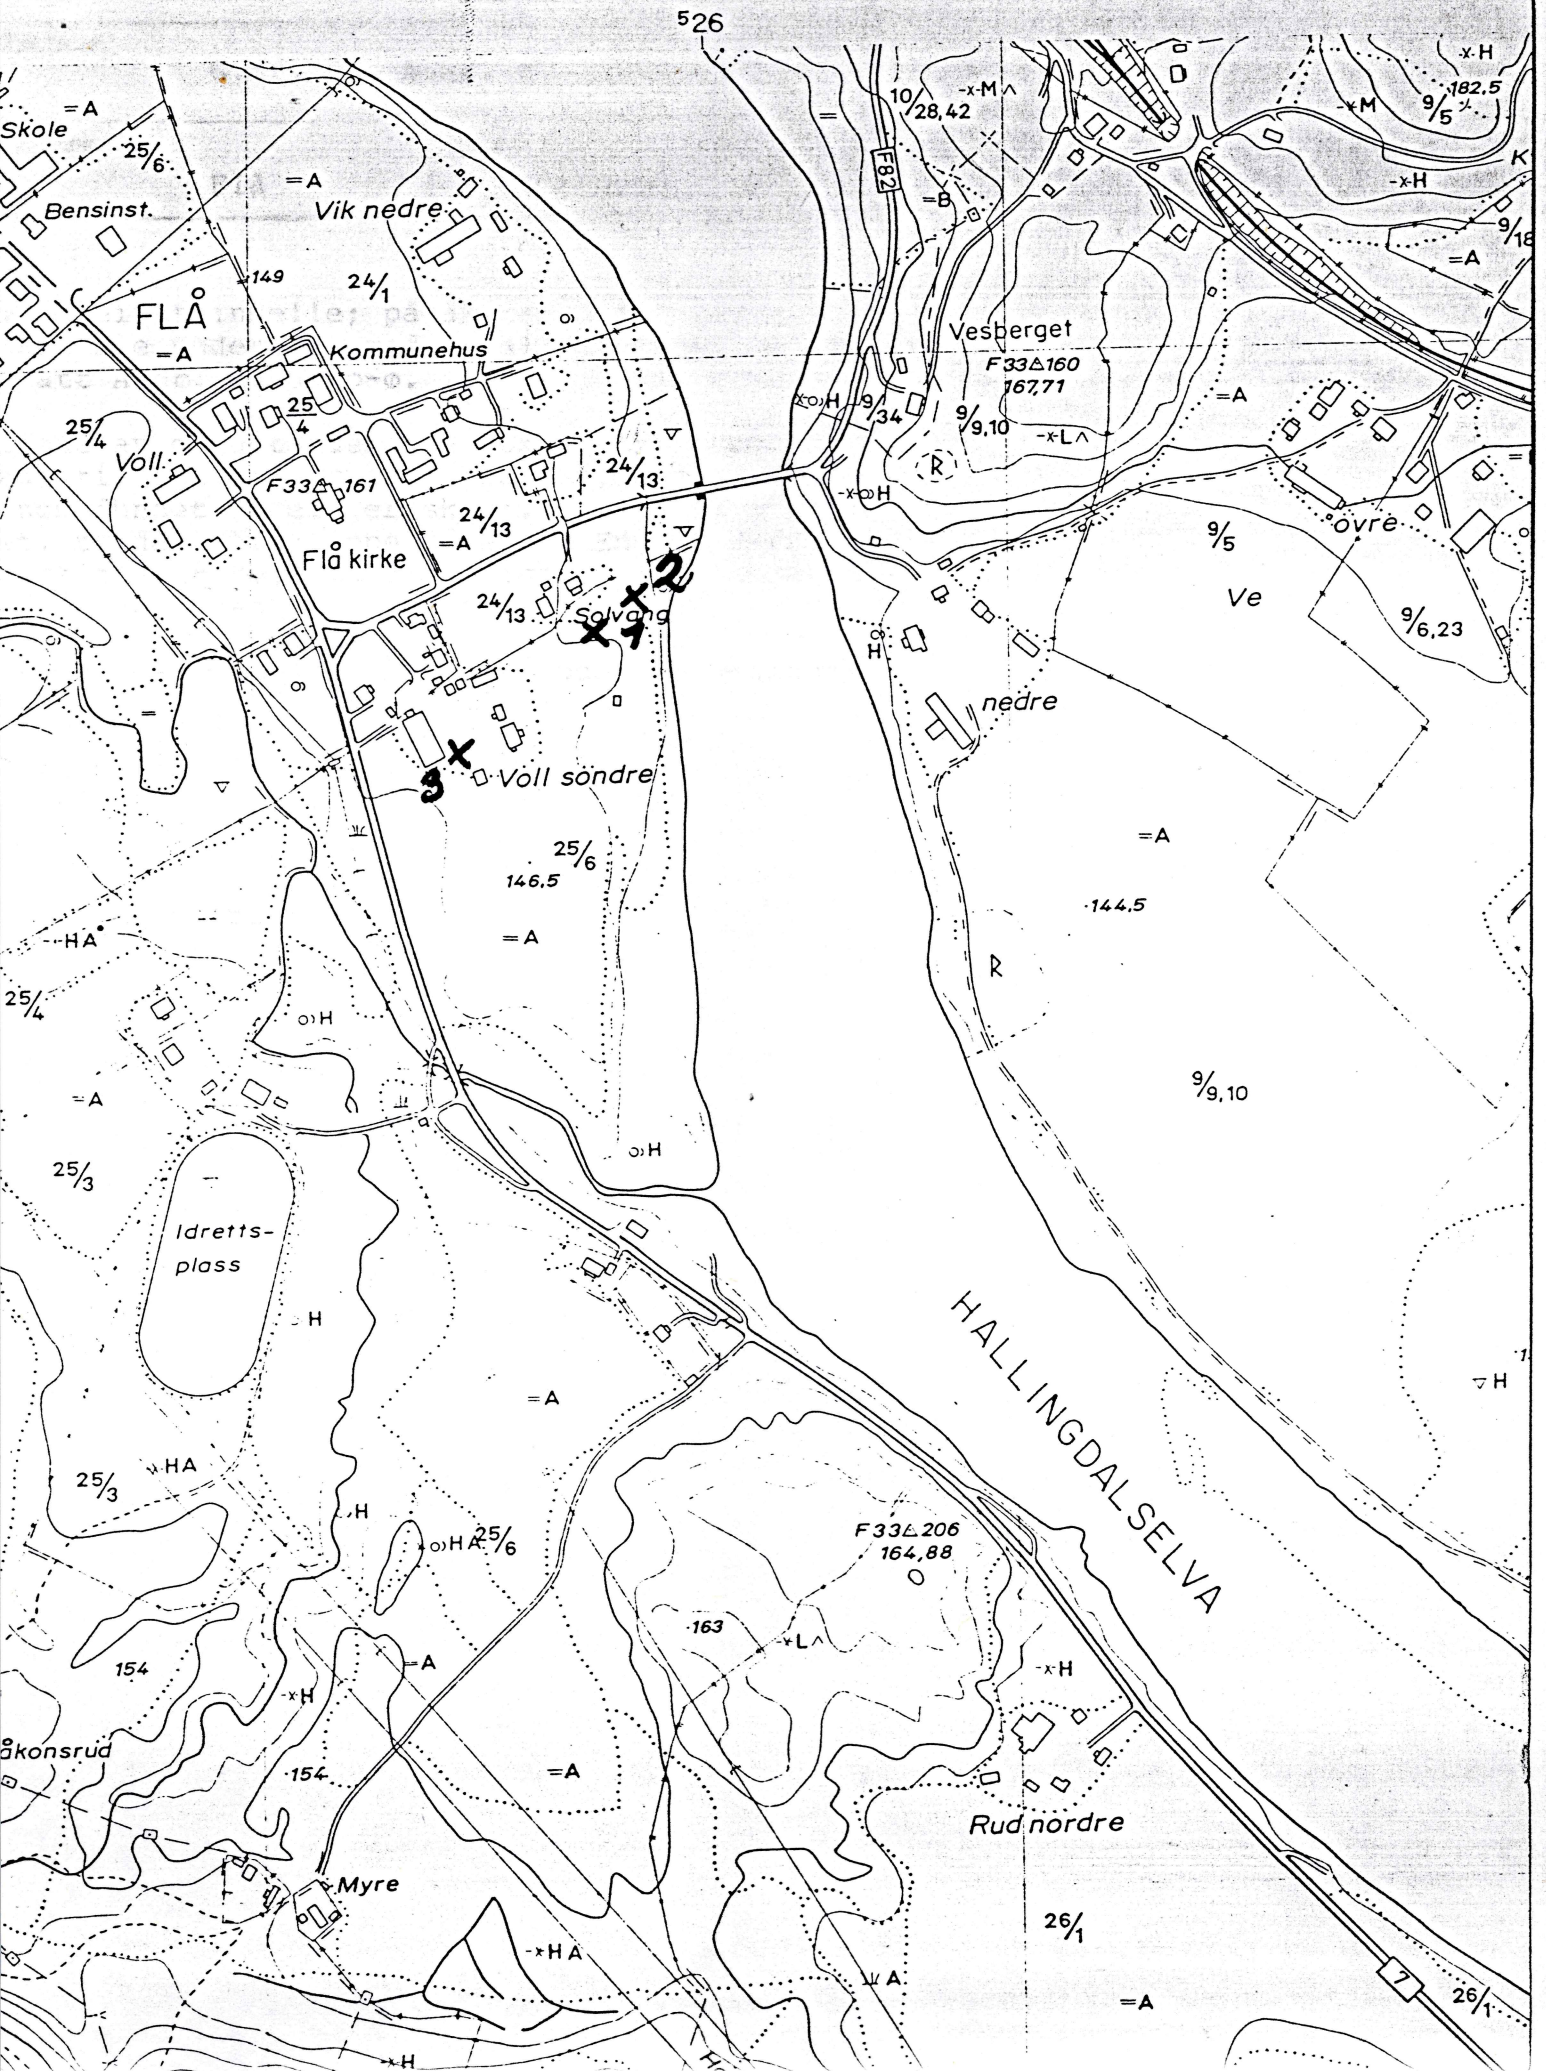 ⁵26
=A
Skole
25/6
=A
Bensinst.
Vik nedre
149
24/1
FLÅ
=A
Kommunehus
25/4
25/4
Voll
F33△161
24/13
24/13
=A
Flå kirke
24/13
Solvang
2
1
3
Voll søndre
25/6
146,5
=A
HA
25/4
H
=A
25/3
H
Idretts-
plass
H
=A
HA
25/3
H
HA
25/6
154
=A
-x-H
154
=A
Myre
-x-HA
-x-H
10/28,42
-x-M
F82
=B
-x-M
-x-H
182,5
9/5
-x-H
9/18
=A
Vesberget
F33△160
167,71
H
9/34
9/9,10
-x-L
=A
R
H
øvre
9/5
Ve
9/6,23
H
nedre
=A
144,5
R
9/9,10
HALLINGDALSELVA
H
F33△206
164,88
163
L
-x-H
Rud nordre
26/1
A
=A
7
26/1